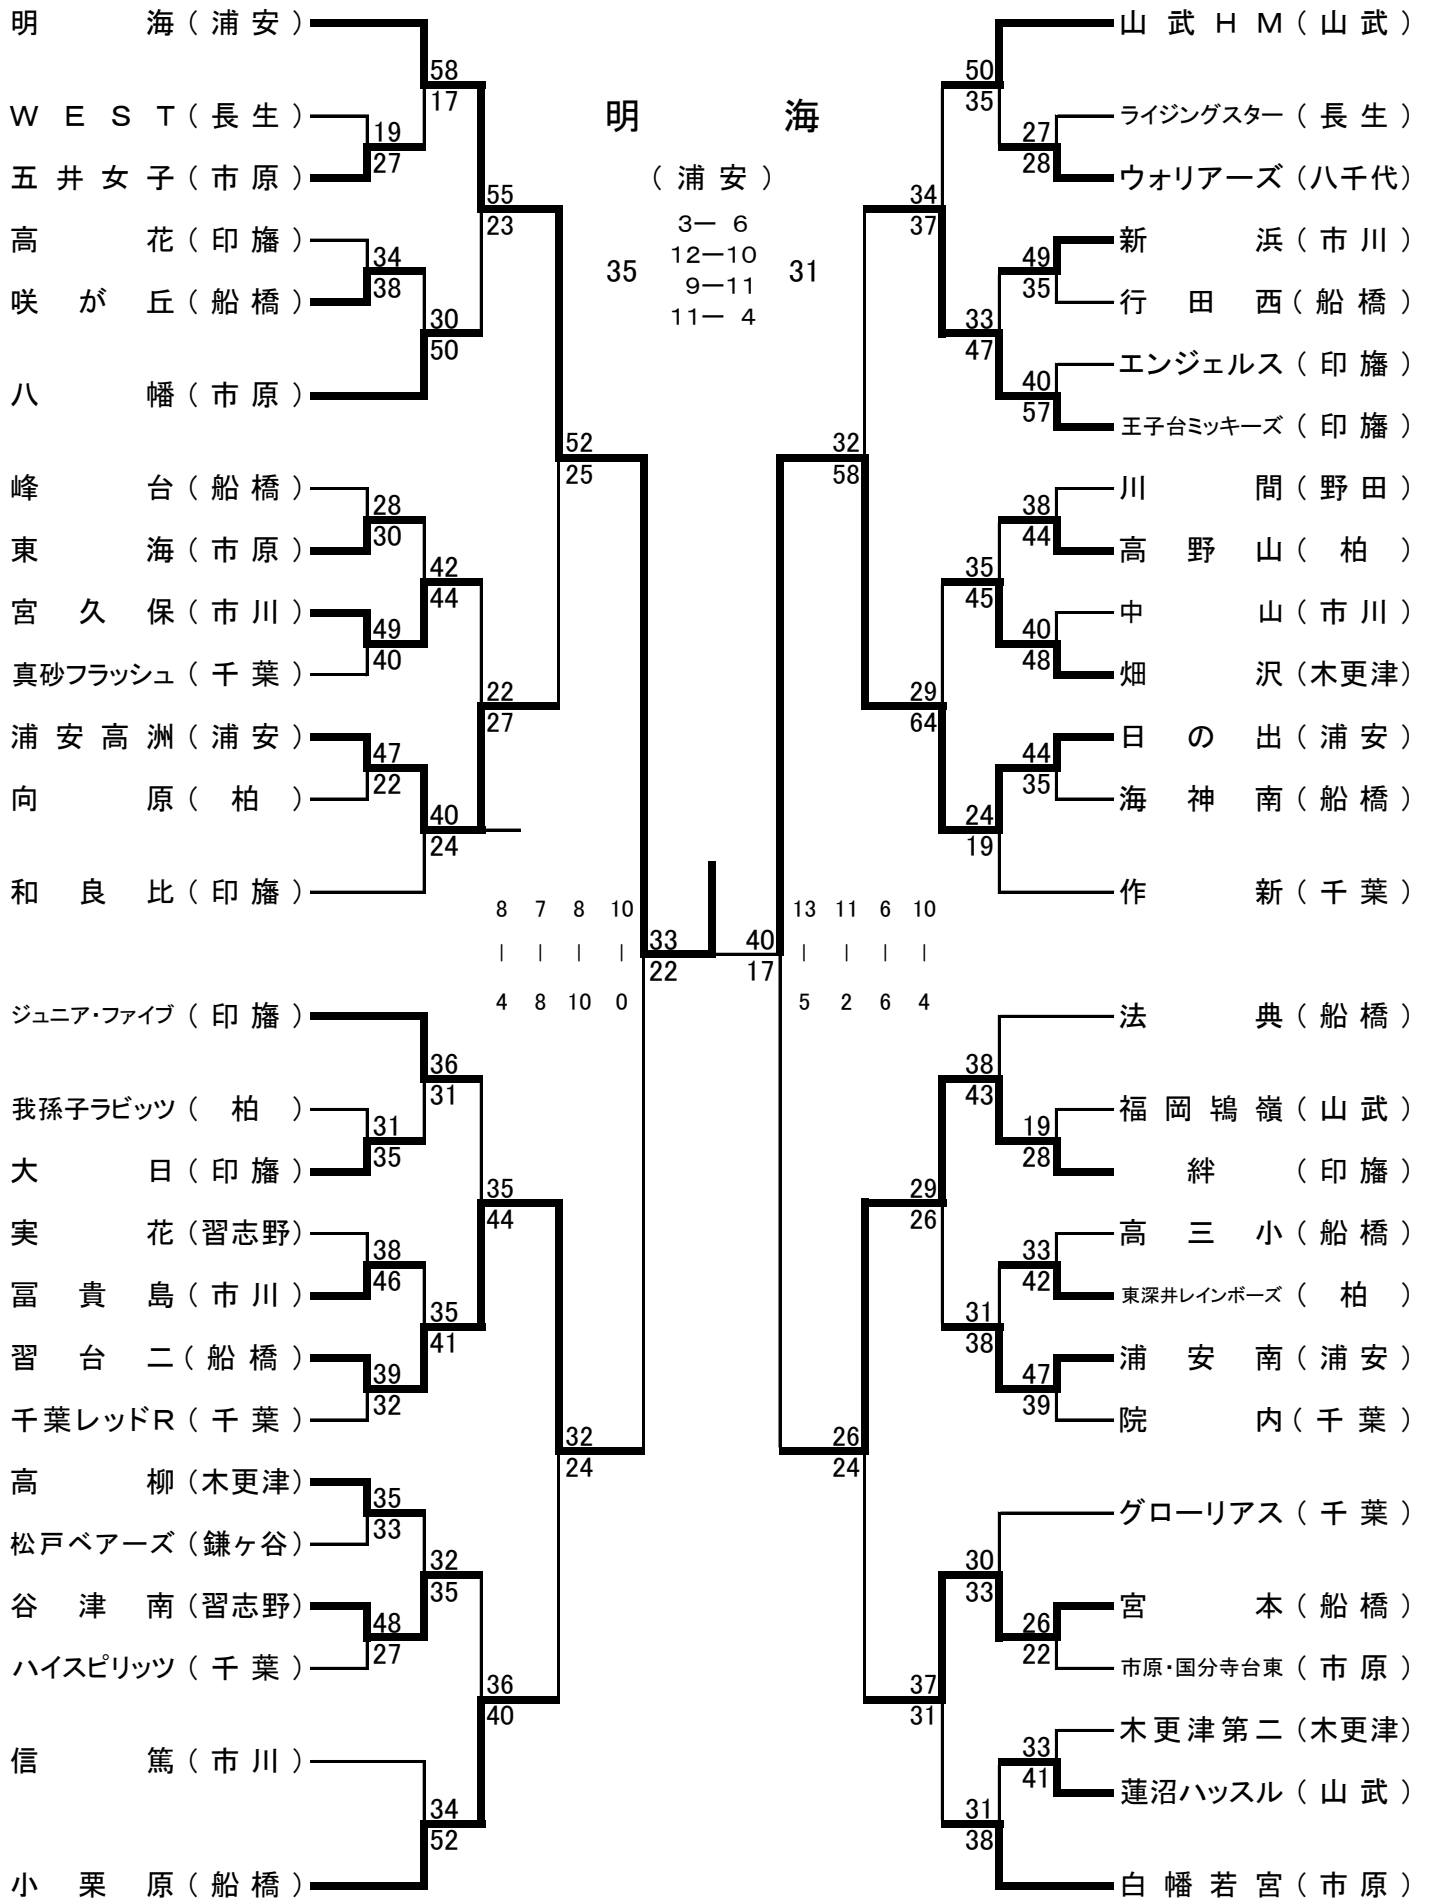 明海（浦安）
58
17
WEST（長生）
19
27
五井女子（市原）
55
23
高花（印旛）
34
38
咲が丘（船橋）
30
50
八幡（市原）
52
25
峰台（船橋）
28
30
東海（市原）
42
44
宮久保（市川）
49
40
真砂フラッシュ（千葉）
22
27
浦安高洲（浦安）
47
22
向原（柏）
40
24
和良比（印旛）
8 7 8 10
| | | |
4 8 10 0
33
22
ジュニア・ファイブ（印旛）
36
31
我孫子ラビッツ（柏）
31
35
大日（印旛）
35
44
実花（習志野）
38
46
冨貴島（市川）
35
41
習台二（船橋）
39
32
千葉レッドR（千葉）
32
24
高柳（木更津）
35
33
松戸ベアーズ（鎌ヶ谷）
32
35
谷津南（習志野）
48
27
ハイスピリッツ（千葉）
36
40
信篤（市川）
34
52
小栗原（船橋）
明海
（浦安）
3ー 6
12ー10
35
9ー11
31
11ー 4
山武HM（山武）
50
35
ライジングスター（長生）
27
28
ウォリアーズ（八千代）
34
37
新浜（市川）
49
35
行田西（船橋）
33
47
エンジェルス（印旛）
40
57
王子台ミッキーズ（印旛）
32
58
川間（野田）
38
44
高野山（柏）
35
45
中山（市川）
40
48
畑沢（木更津）
29
64
日の出（浦安）
44
35
海神南（船橋）
24
19
作新（千葉）
13 11 6 10
| | | |
5 2 6 4
40
17
法典（船橋）
38
43
福岡鴇嶺（山武）
19
28
絆（印旛）
29
26
高三小（船橋）
33
42
東深井レインボーズ（柏）
31
38
浦安南（浦安）
47
39
院内（千葉）
26
24
グローリアス（千葉）
30
33
宮本（船橋）
26
22
市原・国分寺台東（市原）
37
31
木更津第二（木更津）
33
41
蓮沼ハッスル（山武）
31
38
白幡若宮（市原）